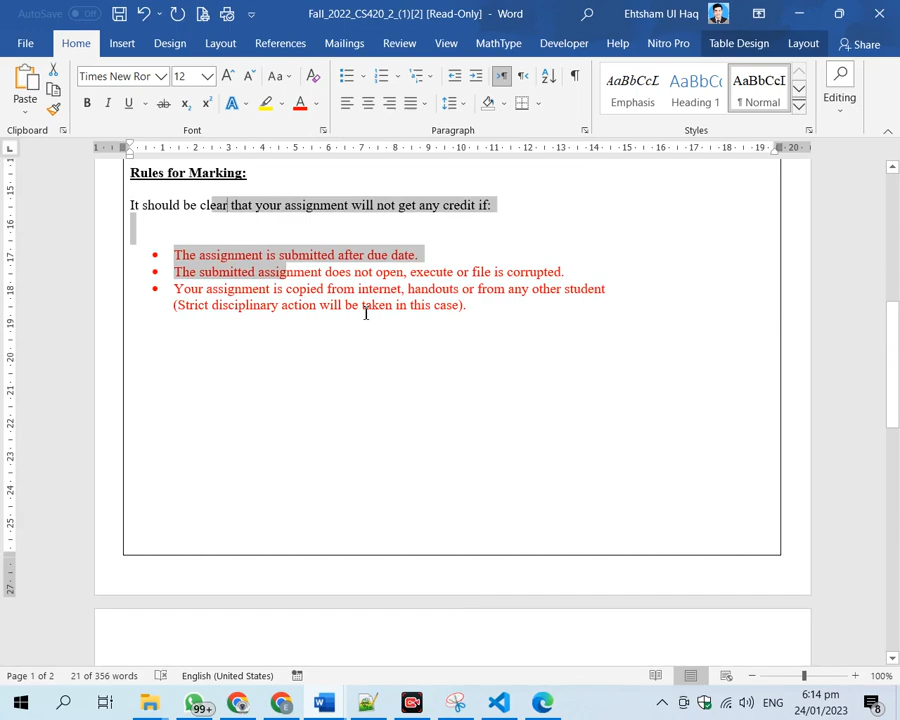 AutoSave Off Fall_2022_CS420_2_(1)[2] [Read-Only] - Word Ehtsham Ul Haq
File Home Insert Design Layout References Mailings Review View MathType Developer Help Nitro Pro Table Design Layout Share
Times New Ror 12 AaBbCcL AaBbCc AaBbCcI
Paste Emphasis Heading 1 ¶ Normal Editing
Clipboard Font Paragraph Styles
Rules for Marking:
It should be clear that your assignment will not get any credit if:
• The assignment is submitted after due date.
• The submitted assignment does not open, execute or file is corrupted.
• Your assignment is copied from internet, handouts or from any other student
(Strict disciplinary action will be taken in this case).
Page 1 of 2 21 of 356 words English (United States) 100%
99+ ENG 6:14 pm
24/01/2023 8